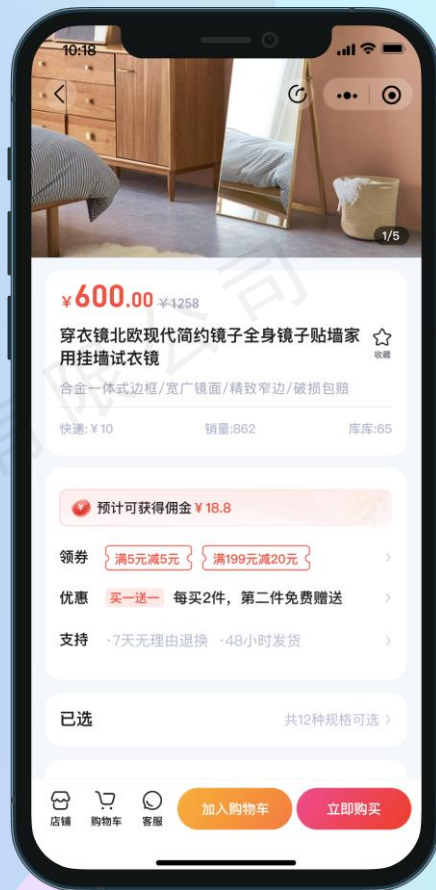 10:18
1/5
¥600.00 ¥1258
穿衣镜北欧现代简约镜子全身镜子贴墙家
用挂墙试衣镜
收藏
合金一体式边框/宽广镜面/精致窄边/破损包赔
快递:¥10 销量:862 库库:65
预计可获得佣金¥18.8
领券 满5元减5元 满199元减20元
优惠 买一送一 每买2件，第二件免费赠送
支持 ·7天无理由退换 ·48小时发货
已选 共12种规格可选
店铺 购物车 客服 加入购物车 立即购买
有限公司